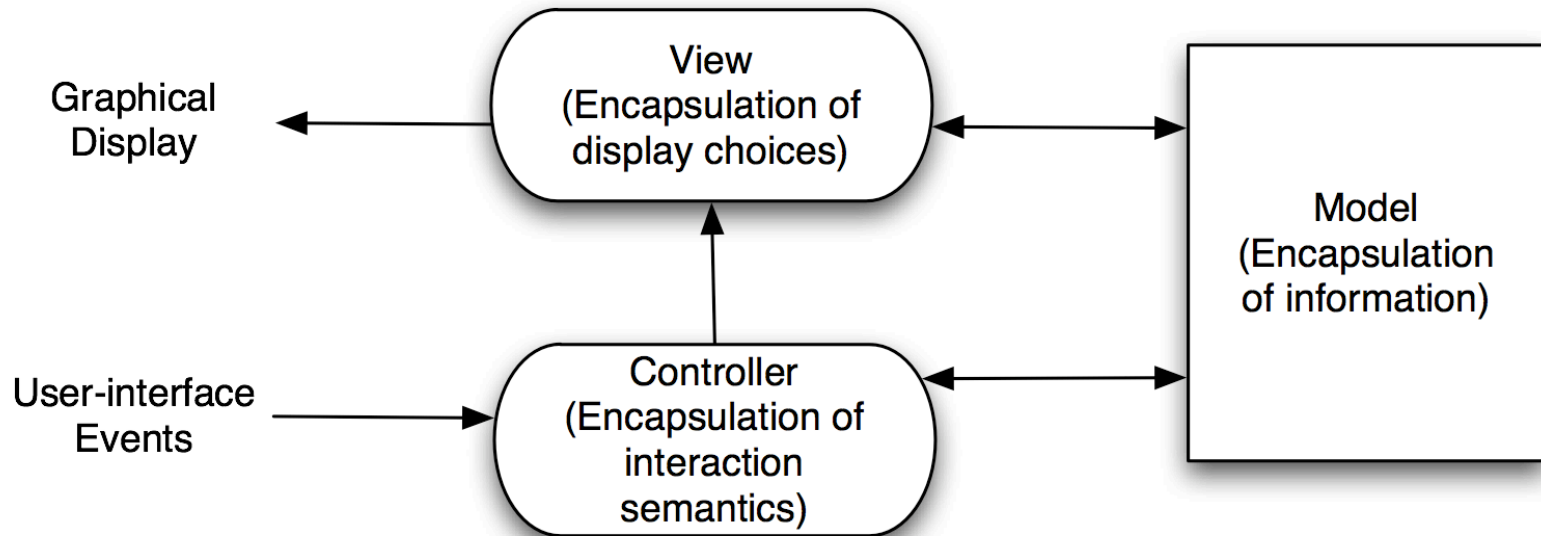 Graphical
Display
View
(Encapsulation of
display choices)
Model
(Encapsulation
of information)
User-interface
Events
Controller
(Encapsulation of
interaction
semantics)